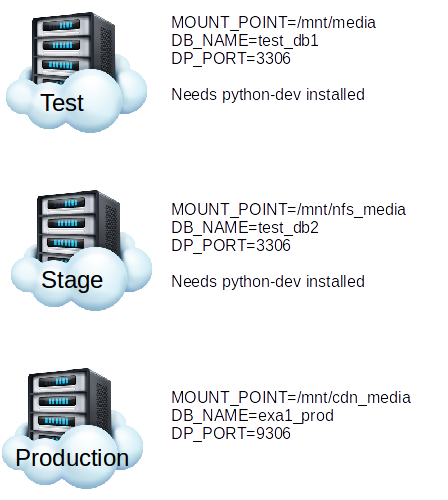 Test
MOUNT_POINT=/mnt/media
DB_NAME=test_db1
DP_PORT=3306
Needs python-dev installed
Stage
MOUNT_POINT=/mnt/nfs_media
DB_NAME=test_db2
DP_PORT=3306
Needs python-dev installed
Production
MOUNT_POINT=/mnt/cdn_media
DB_NAME=exa1_prod
DP_PORT=9306